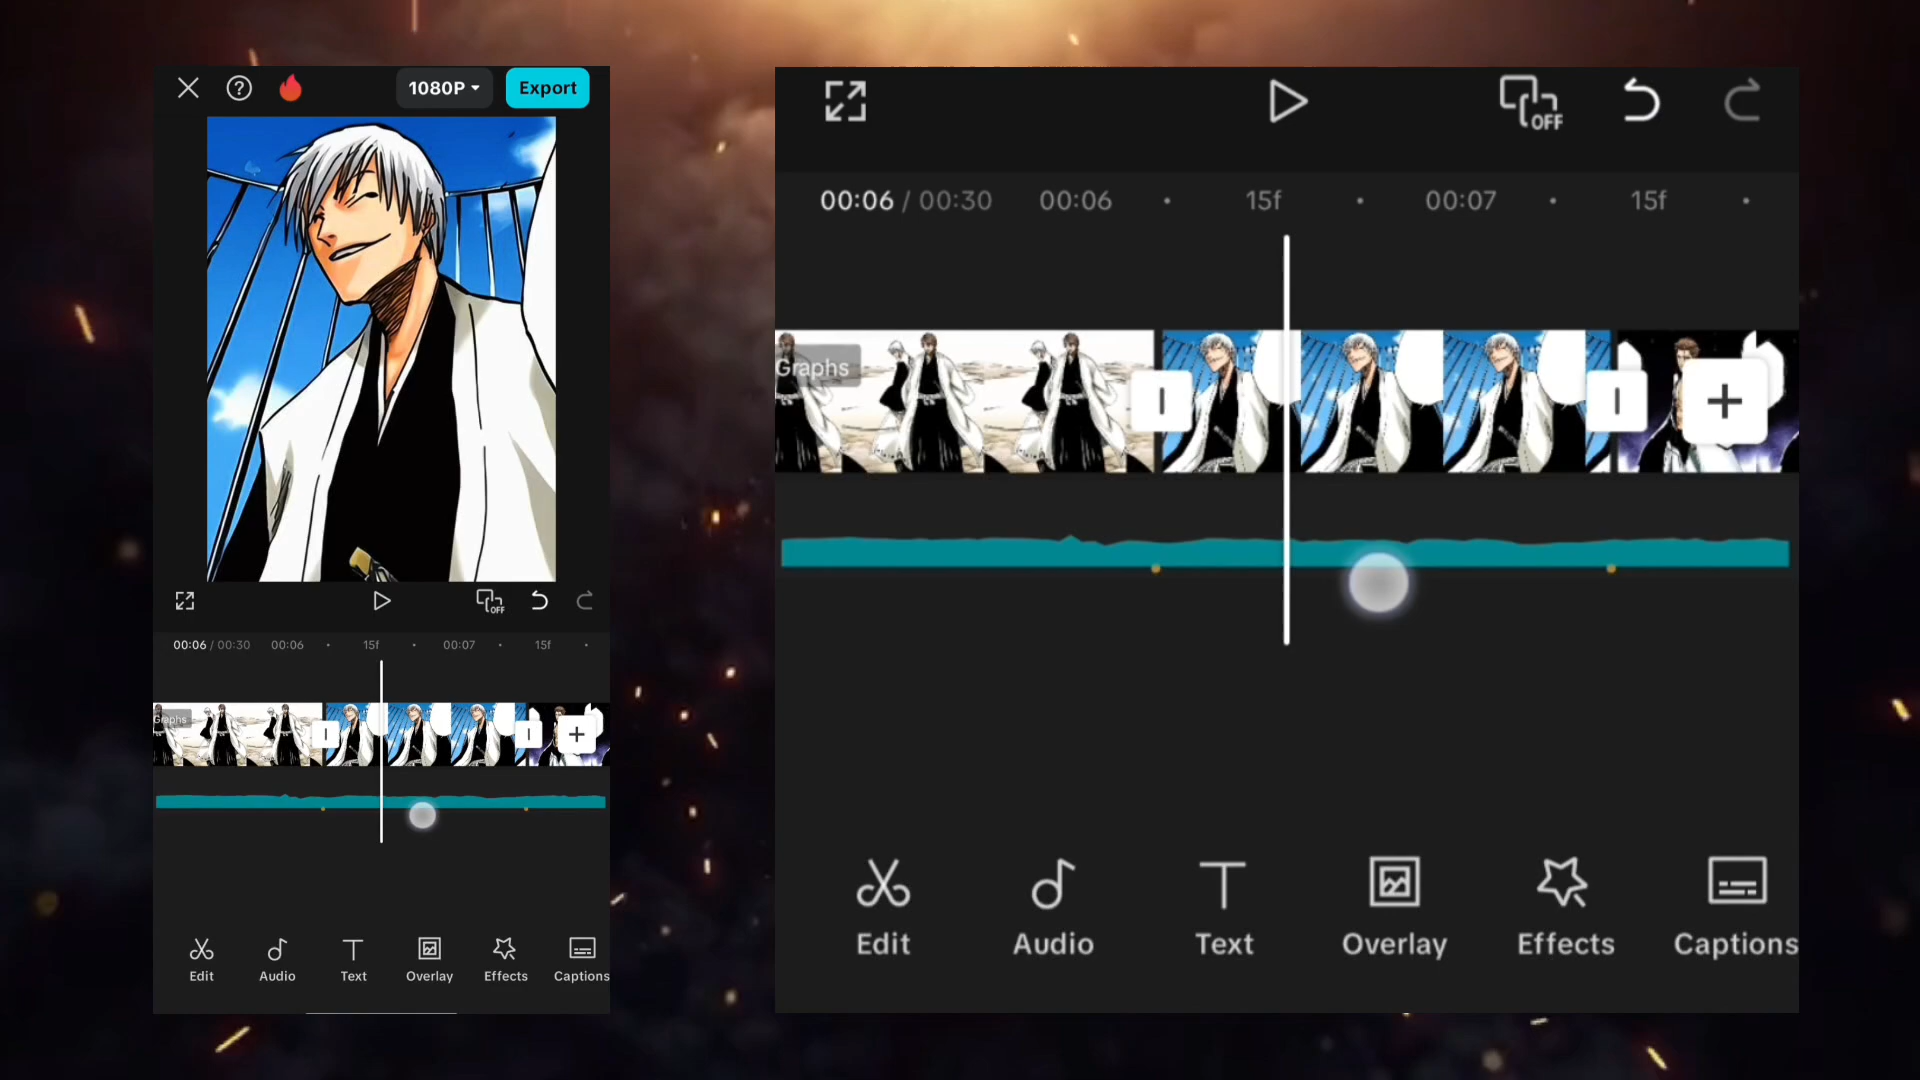 1080P Export
OFF
00:06 / 00:30 00:06 15f 00:07 15f
Graphs
Edit Audio Text Overlay Effects Captions
OFF
00:06 / 00:30 00:06 15f 00:07 15f
Graphs
Edit Audio Text Overlay Effects Captions